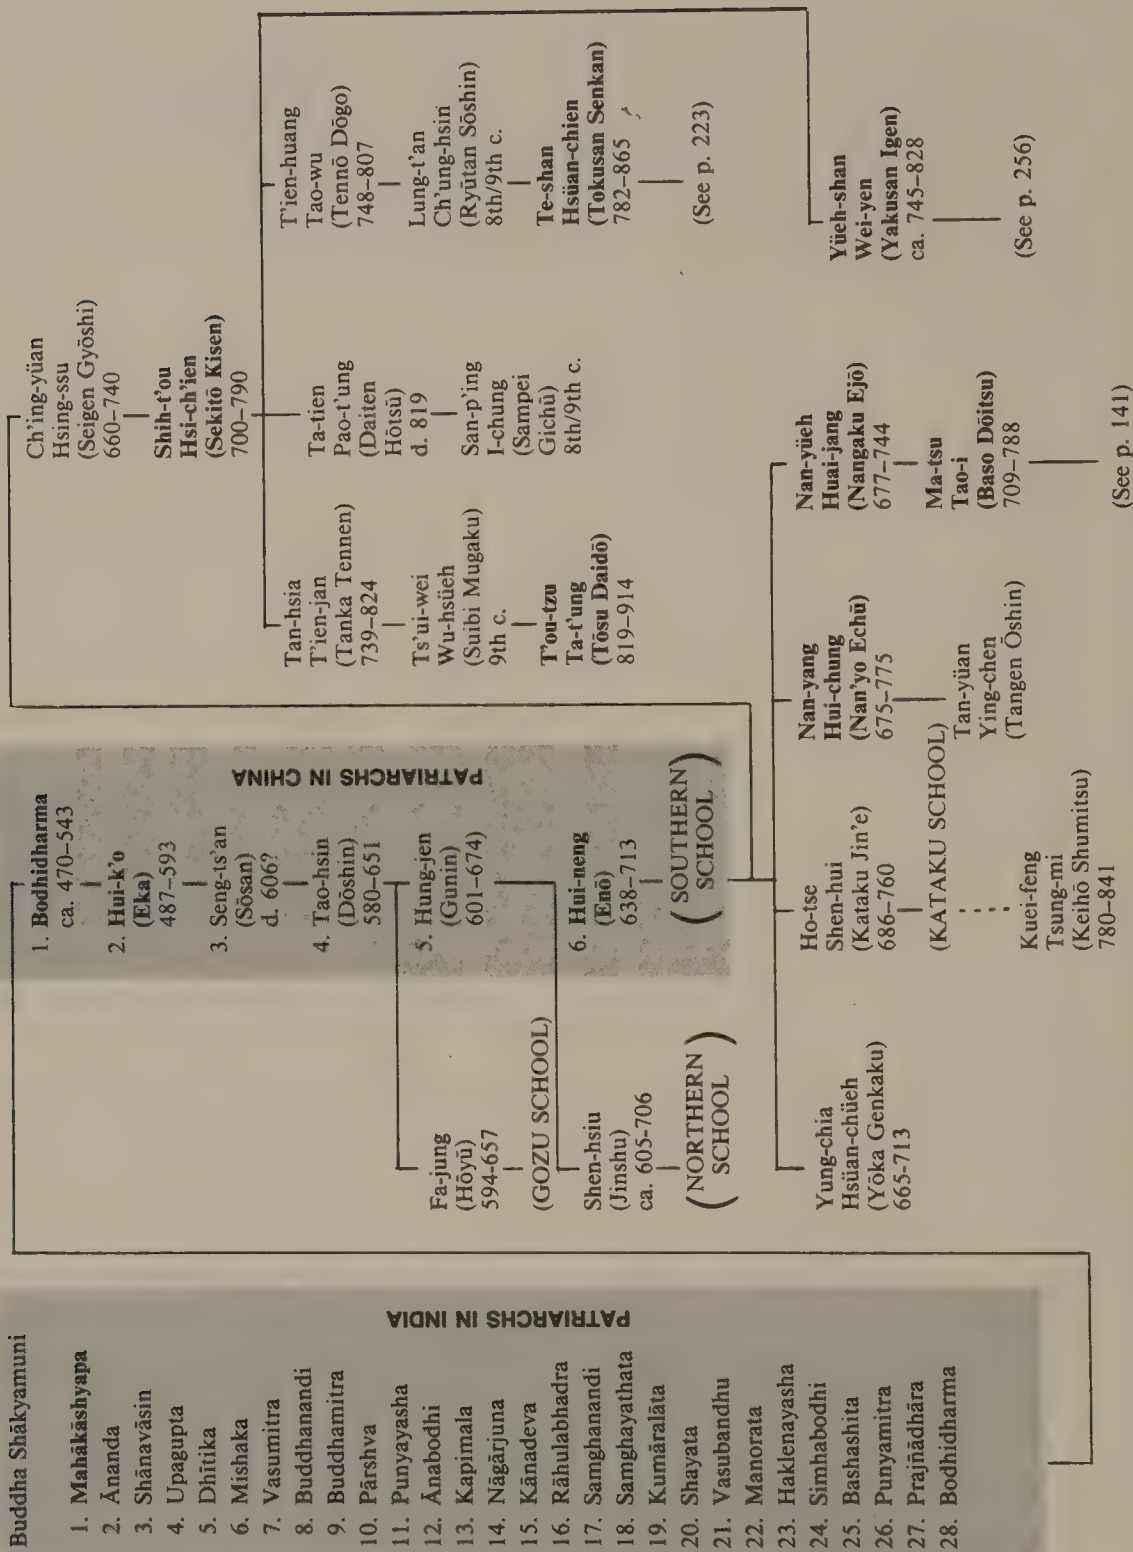 Buddha Shākyamuni
1. Mahākāshyapa
2. Ānanda
3. Shānavāsin
4. Upagupta
5. Dhītika
6. Mishaka
7. Vasumitra
8. Buddhanandi
9. Buddhamitra
10. Pārshva
11. Punyayasha
12. Ānabodhi
13. Kapimala
14. Nāgārjuna
15. Kānadeva
16. Rāhulabhadra
17. Samghanandi
18. Samghayathata
19. Kumāralāta
20. Shayata
21. Vasubandhu
22. Manorata
23. Haklenayasha
24. Simhabodhi
25. Bashashita
26. Punyamitra
27. Prajñādhāra
28. Bodhidharma
PATRIARCHS IN INDIA
1. Bodhidharma
ca. 470–543
2. Hui-k'o
(Eka)
487–593
3. Seng-ts'an
(Sōsan)
d. 606?
4. Tao-hsin
(Dōshin)
580–651
5. Hung-jen
(Gunin)
601–674)
6. Hui-neng
(Enō)
638–713
(SOUTHERN
SCHOOL)
PATRIARCHS IN CHINA
Fa-jung
(Hōyū)
594-657
(GOZU SCHOOL)
Shen-hsiu
(Jinshu)
ca. 605-706
(NORTHERN
SCHOOL)
Yung-chia
Hsüan-chüeh
(Yōka Genkaku)
665-713
Ho-tse
Shen-hui
(Kataku Jin'e)
686–760
(KATAKU SCHOOL)
Kuei-feng
Tsung-mi
(Keihō Shumitsu)
780–841
Nan-yang
Hui-chung
(Nan'yo Echū)
675–775
Tan-yüan
Ying-chen
(Tangen Ōshin)
Nan-yüeh
Huai-jang
(Nangaku Ejō)
677–744
Ma-tsu
Tao-i
(Baso Dōitsu)
709–788
(See p. 141)
Ch'ing-yüan
Hsing-ssu
(Seigen Gyōshi)
660–740
Shih-t'ou
Hsi-ch'ien
(Sekitō Kisen)
700–790
Tan-hsia
T'ien-jan
(Tanka Tennen)
739–824
Ts'ui-wei
Wu-hsüeh
(Suibi Mugaku)
9th c.
T'ou-tzu
Ta-t'ung
(Tōsu Daidō)
819–914
Ta-tien
Pao-t'ung
(Daiten
Hōtsū)
d. 819
San-p'ing
I-chung
(Sampei
Gichū)
8th/9th c.
T'ien-huang
Tao-wu
(Tennō Dōgo)
748–807
Lung-t'an
Ch'ung-hsin
(Ryūtan Sōshin)
8th/9th c.
Te-shan
Hsüan-chien
(Tokusan Senkan)
782–865
(See p. 223)
Yüeh-shan
Wei-yen
(Yakusan Igen)
ca. 745–828
(See p. 256)